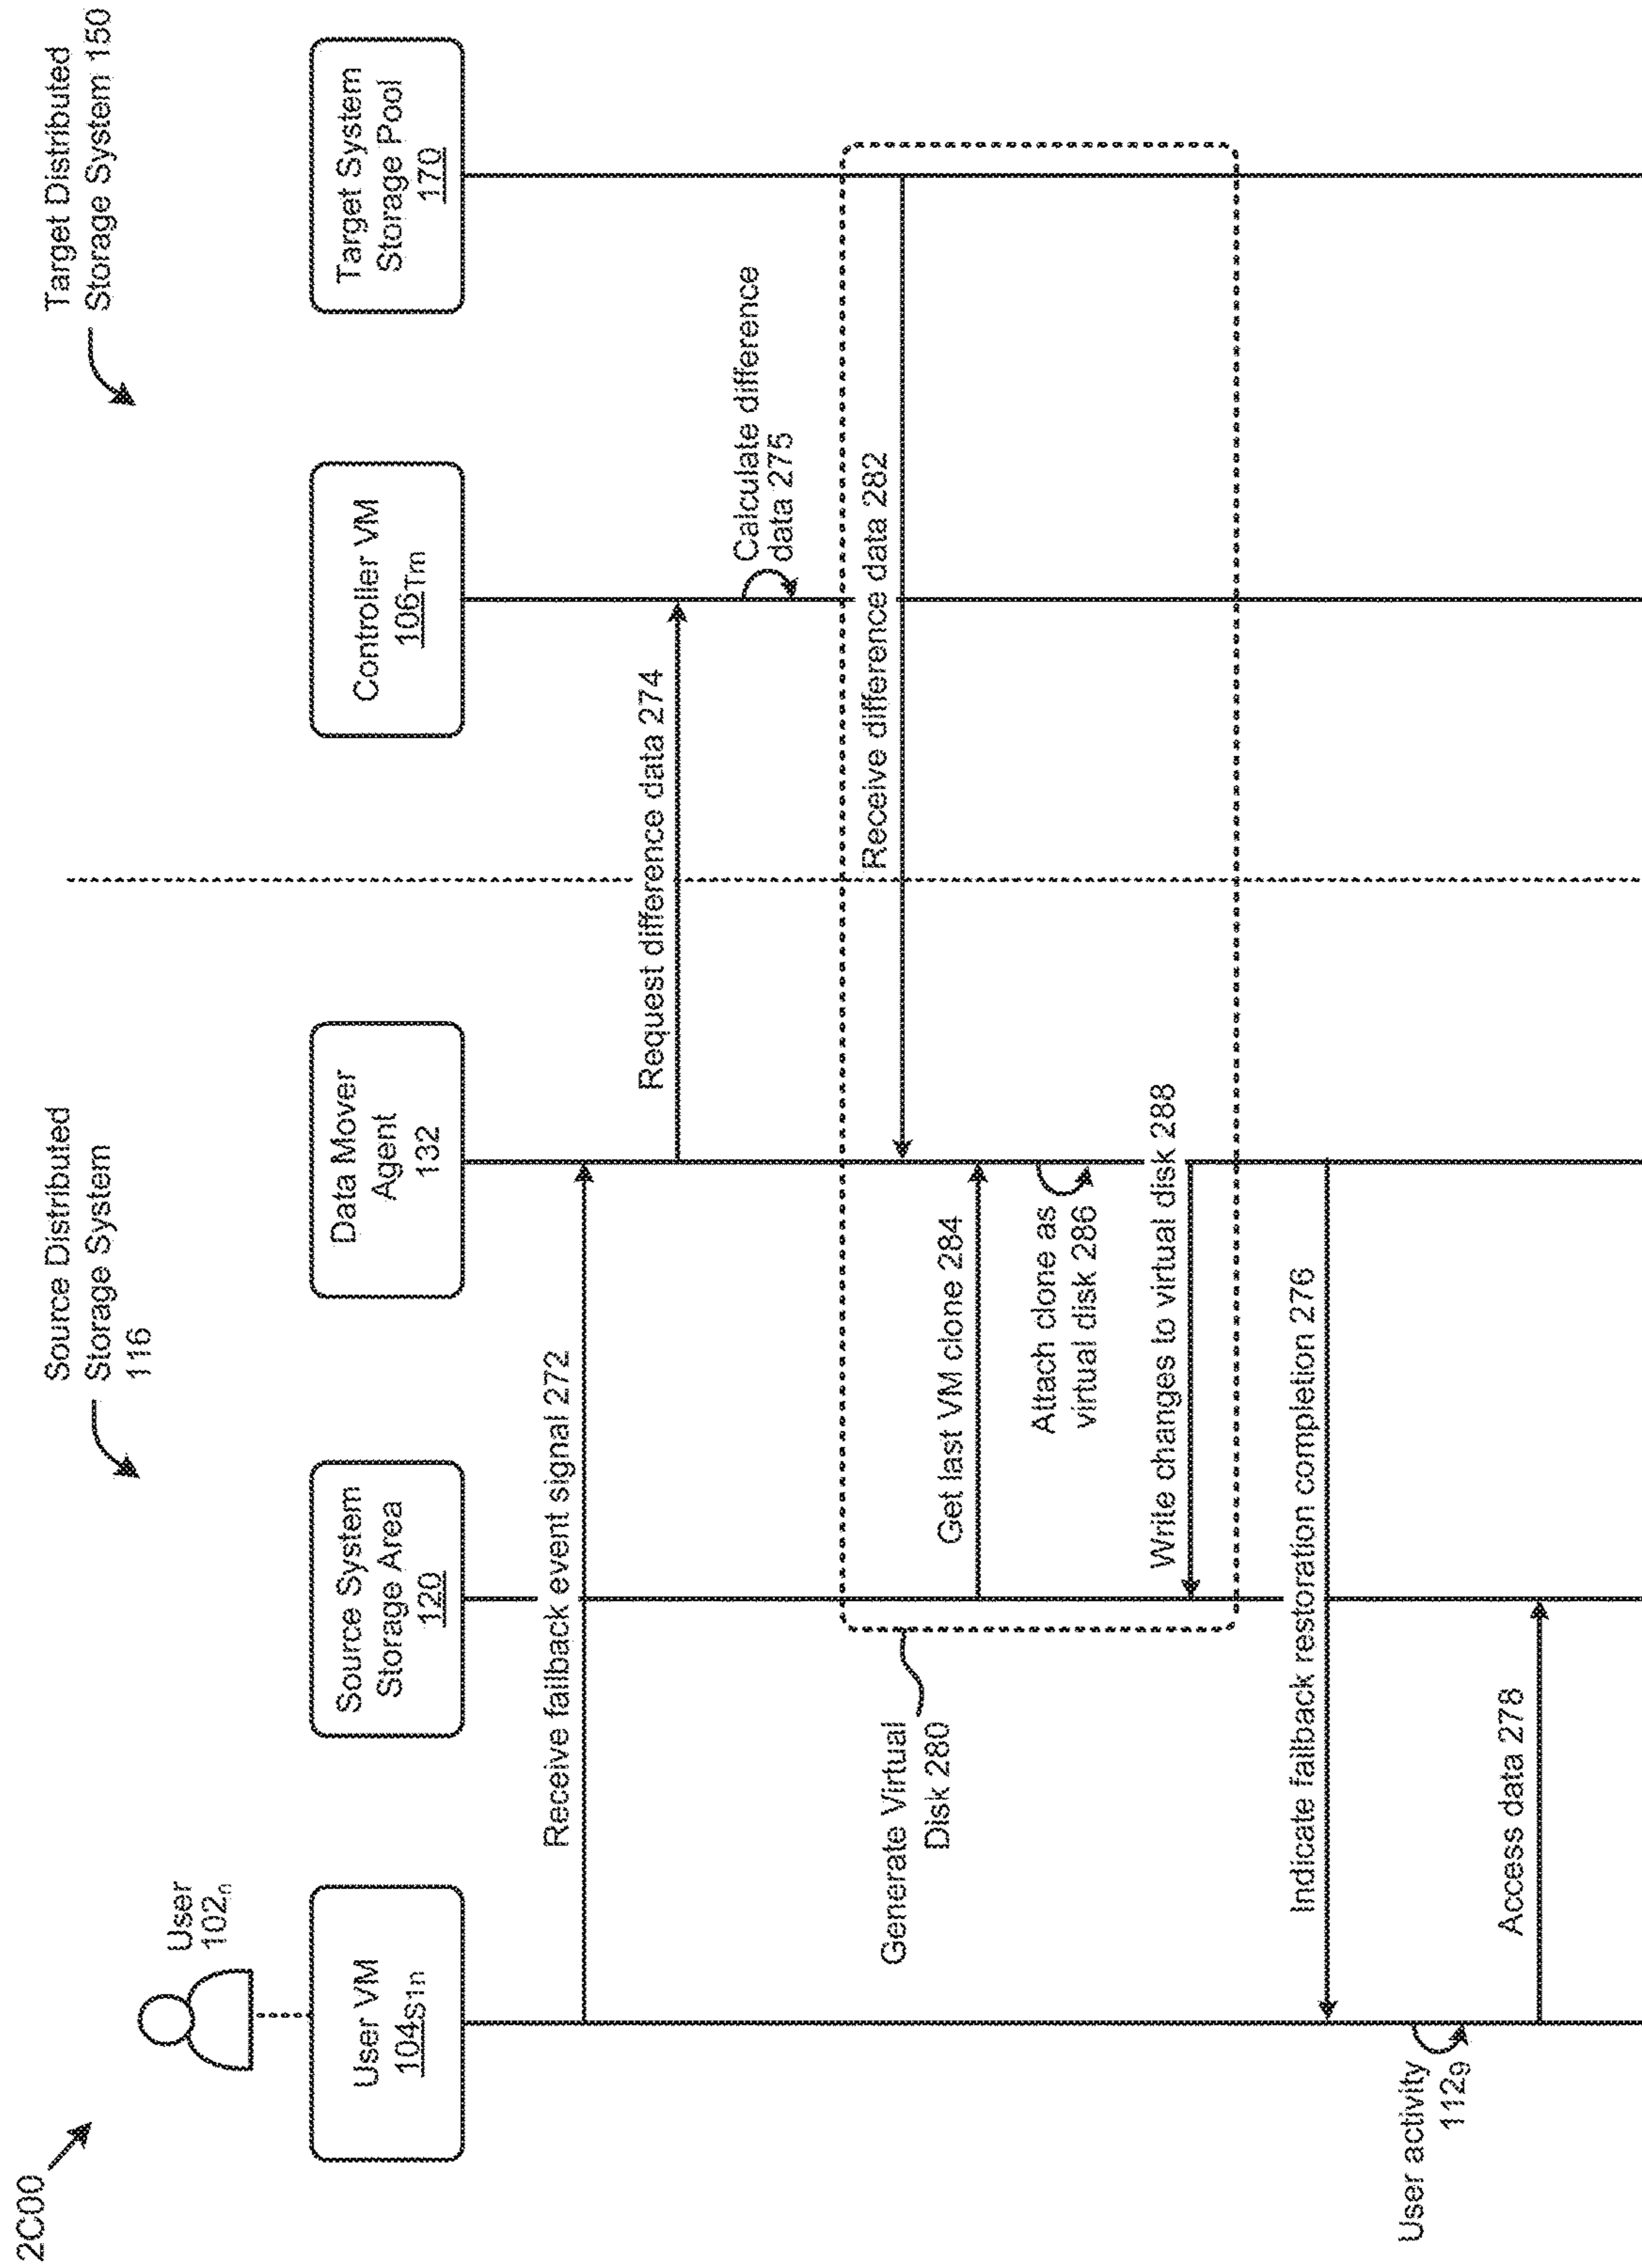 2C00
User
102n
Source Distributed
Storage System
116
Target Distributed
Storage System 150
User VM
104S1n
Source System
Storage Area
120
Data Mover
Agent
132
Controller VM
106Tm
Target System
Storage Pool
170
Receive failback event signal 272
Request difference data 274
Calculate difference
data 275
Generate Virtual
Disk 280
Receive difference data 282
Get last VM clone 284
Attach clone as
virtual disk 286
Write changes to virtual disk 288
Indicate failback restoration completion 276
User activity
1129
Access data 278